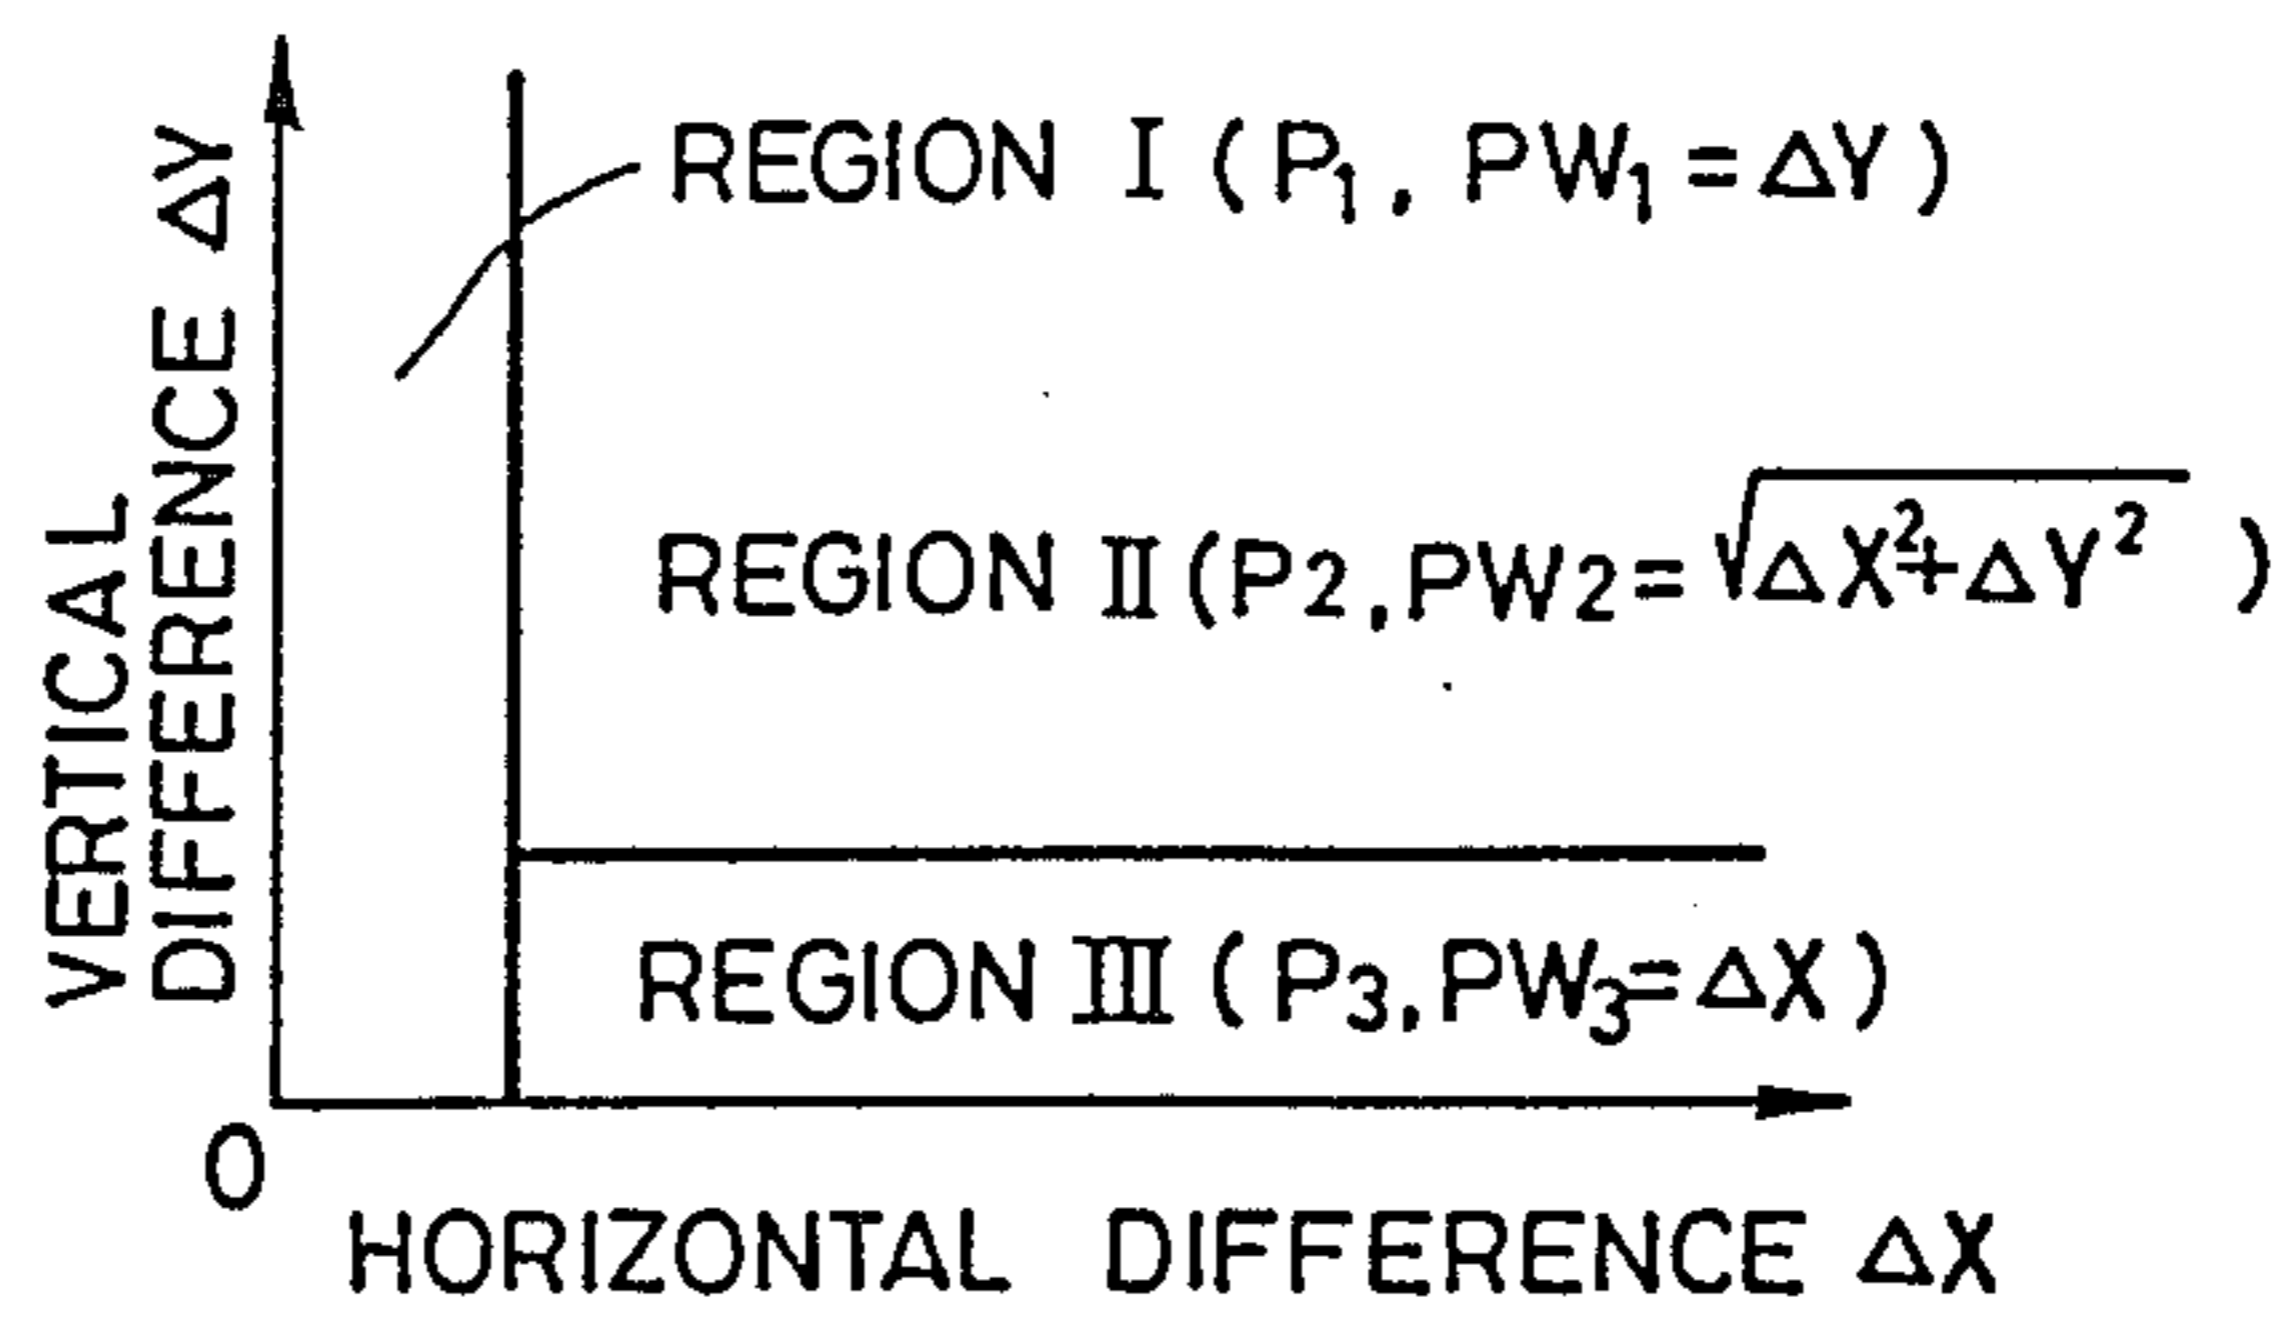 VERTICAL
DIFFERENCE ΔY
REGION I (P₁, PW₁=ΔY)
REGION II (P2, PW2=√ΔX²+ΔY² )
REGION III (P₃, PW₃=ΔX)
O
HORIZONTAL DIFFERENCE ΔX